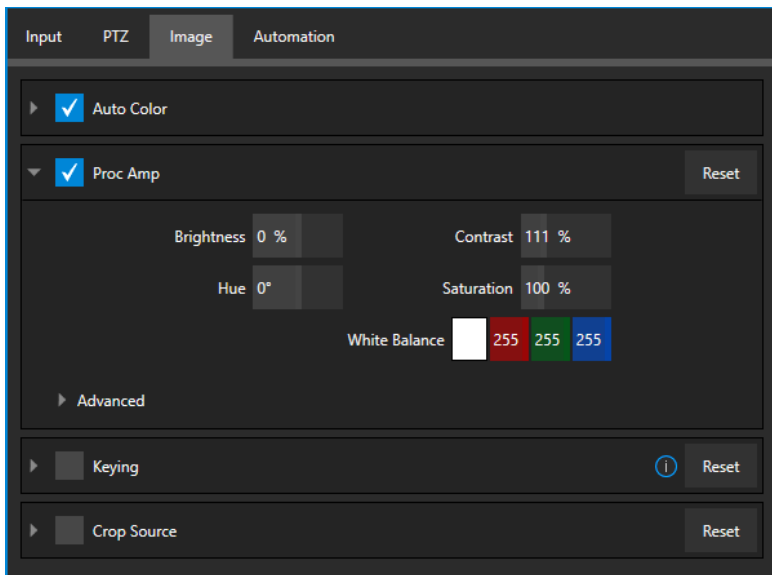 Input PTZ Image Automation
Auto Color
Proc Amp Reset
Brightness 0 % Contrast 111 %
Hue 0° Saturation 100 %
White Balance 255 255 255
Advanced
Keying i Reset
Crop Source Reset